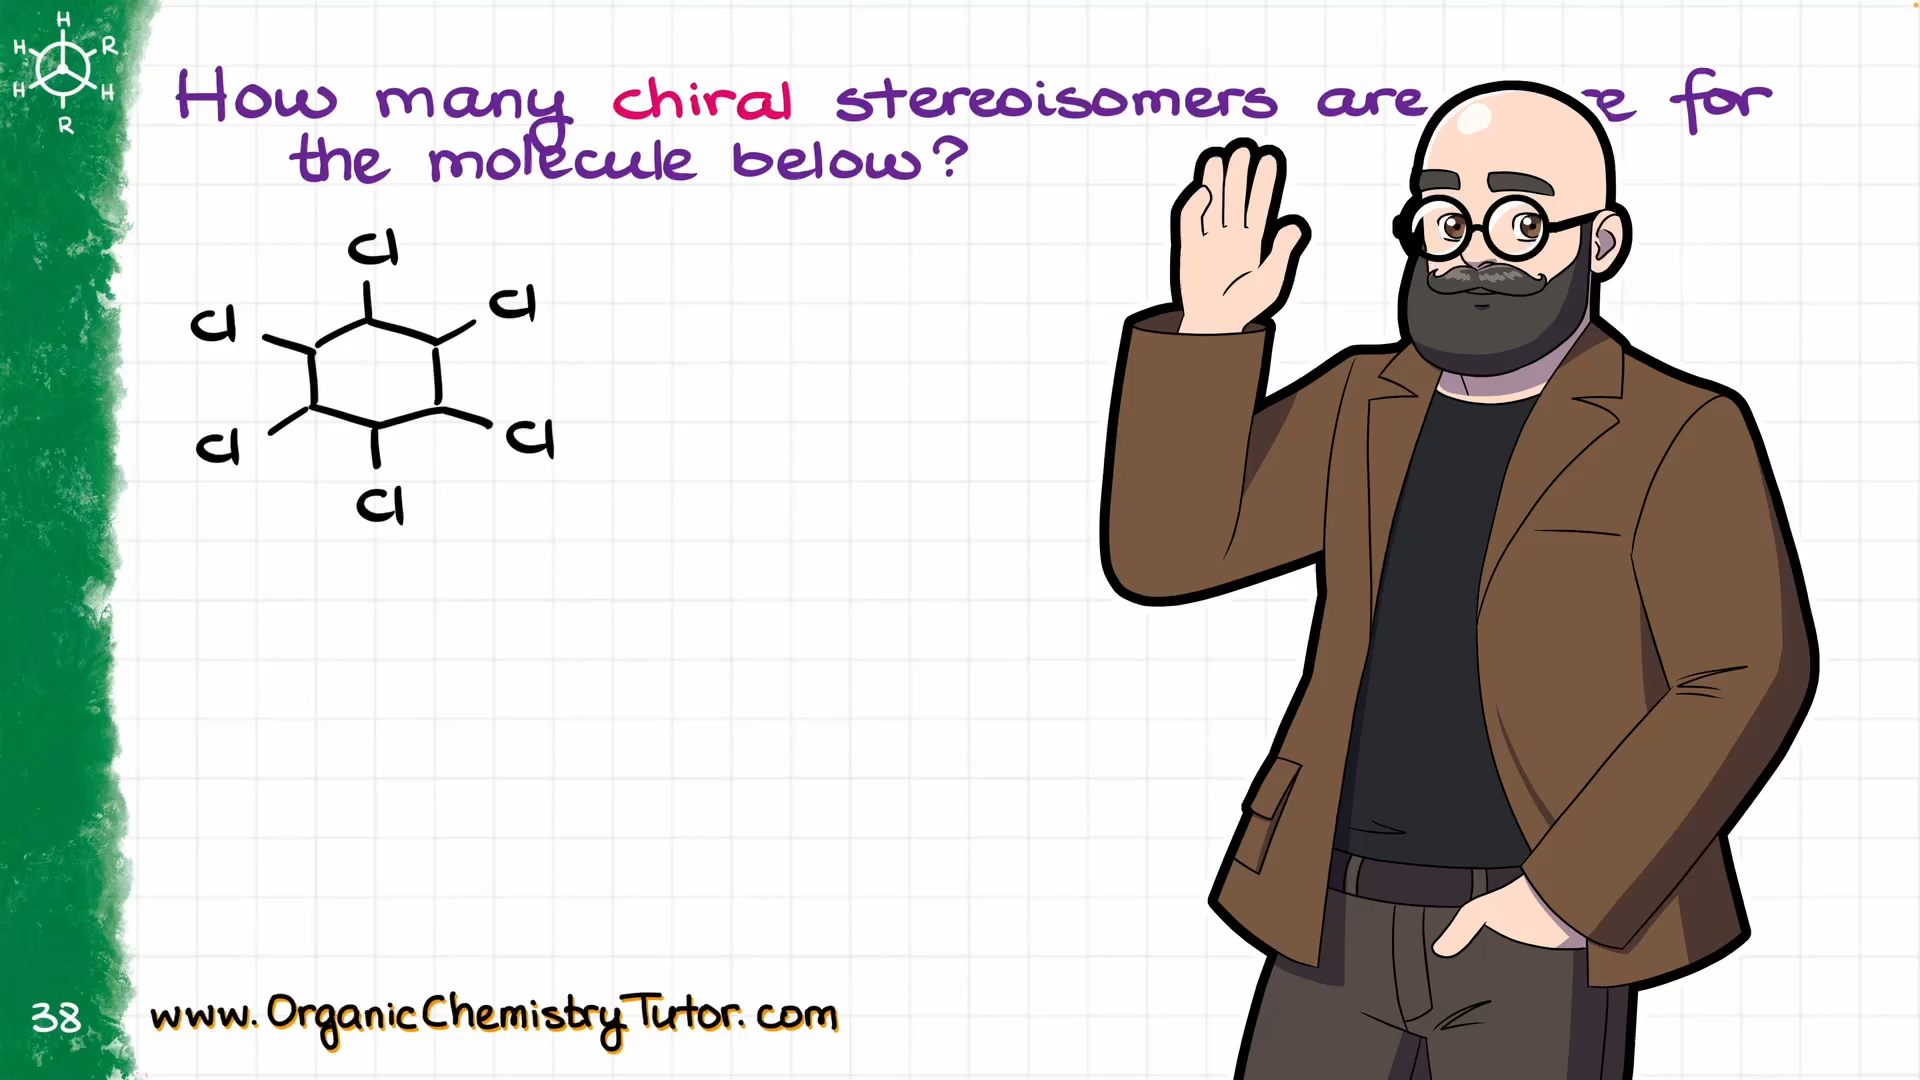 H
H R
H H
R
How many chiral stereoisomers are for
the molecule below?
Cl
Cl
Cl
Cl
Cl
Cl
38
www.OrganicChemistryTutor.com